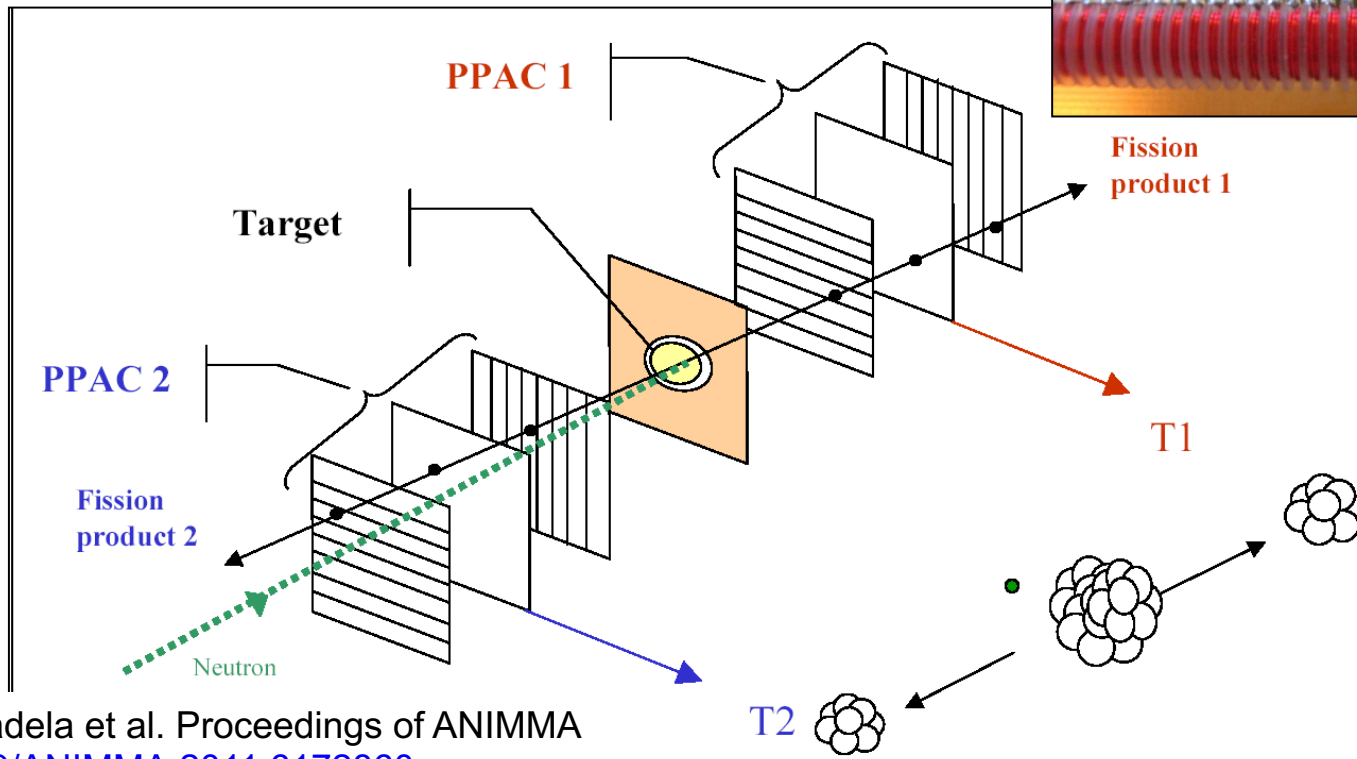 PPAC 1
Fission
product 1
Target
PPAC 2
T1
Fission
product 2
Neutron
T2
et al. Proceedings of ANIMMA